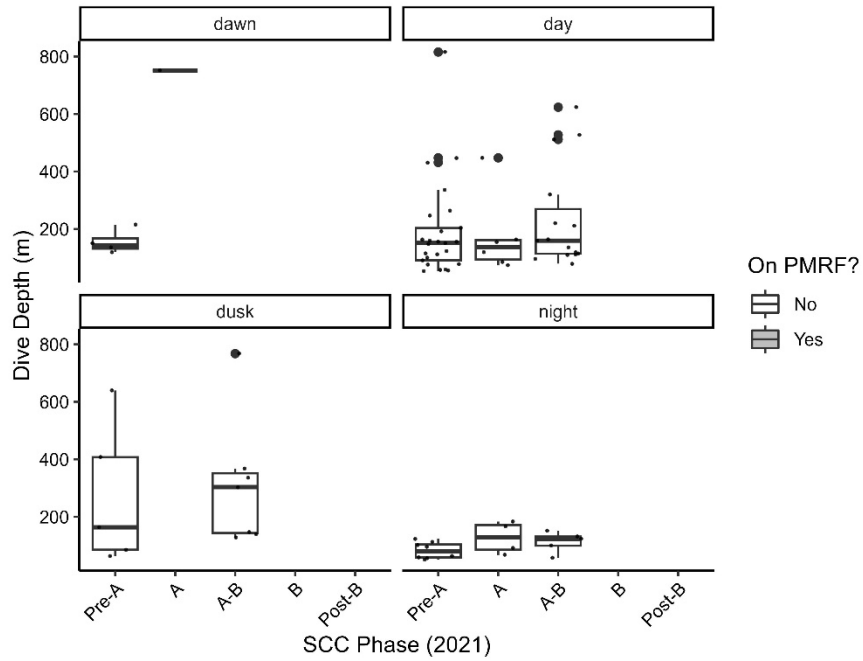 dawn
day
800
600
400
200
Dive Depth (m)
dusk
night
800
600
400
200
On PMRF?
No
Yes
Pre-A
A
A-B
B
Post-B
Pre-A
A
A-B
B
Post-B
SCC Phase (2021)